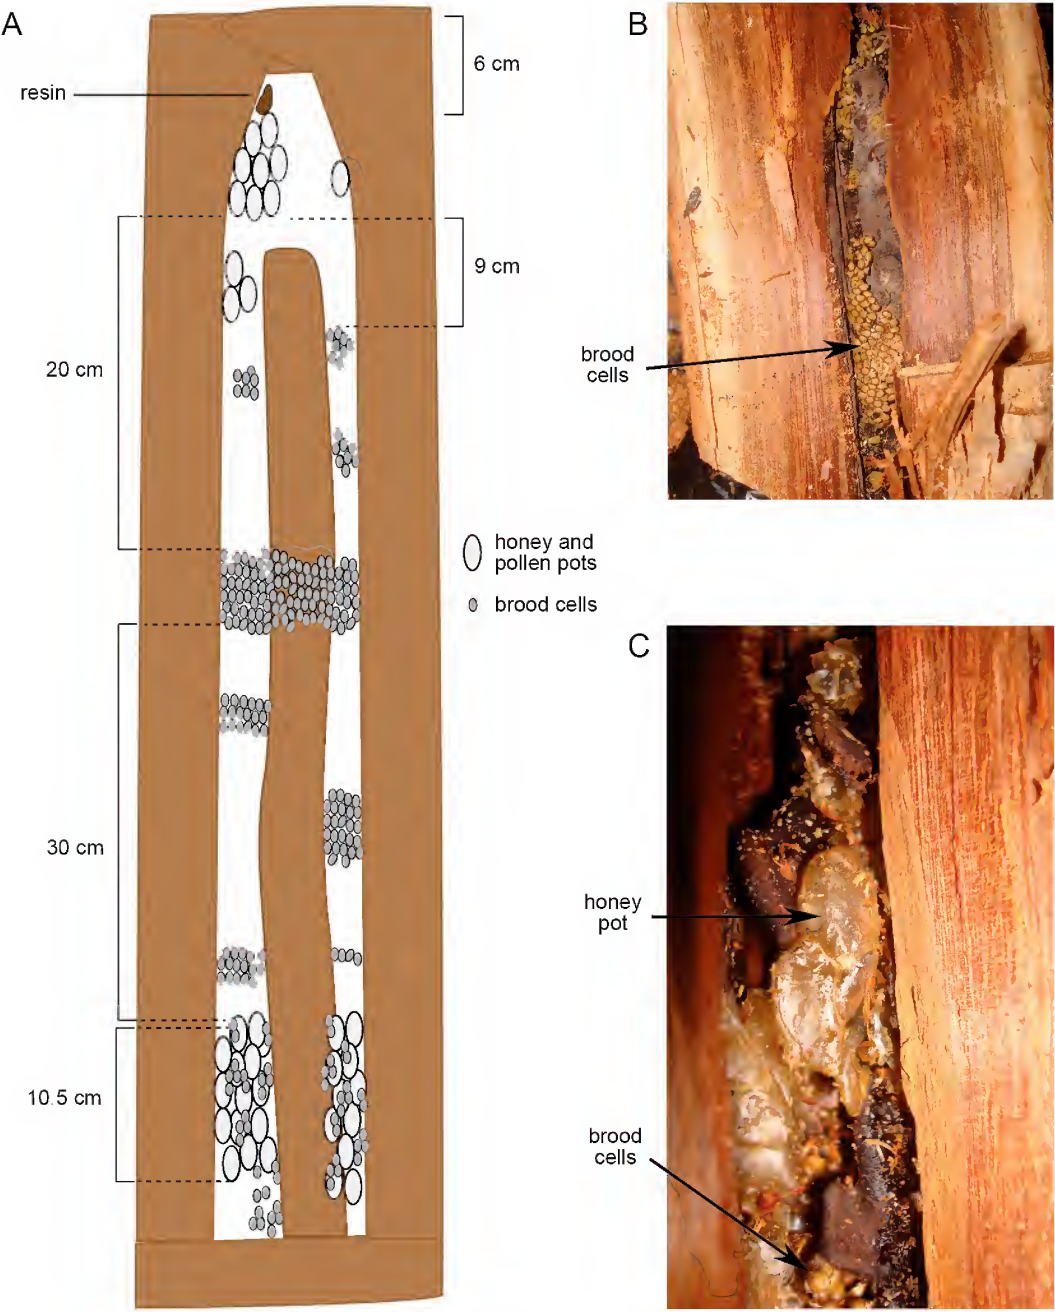 A
resin
6 cm
9 cm
20 cm
honey and
pollen pots
brood cells
30 cm
10.5 cm
B
brood
cells
C
honey
pot
brood
cells